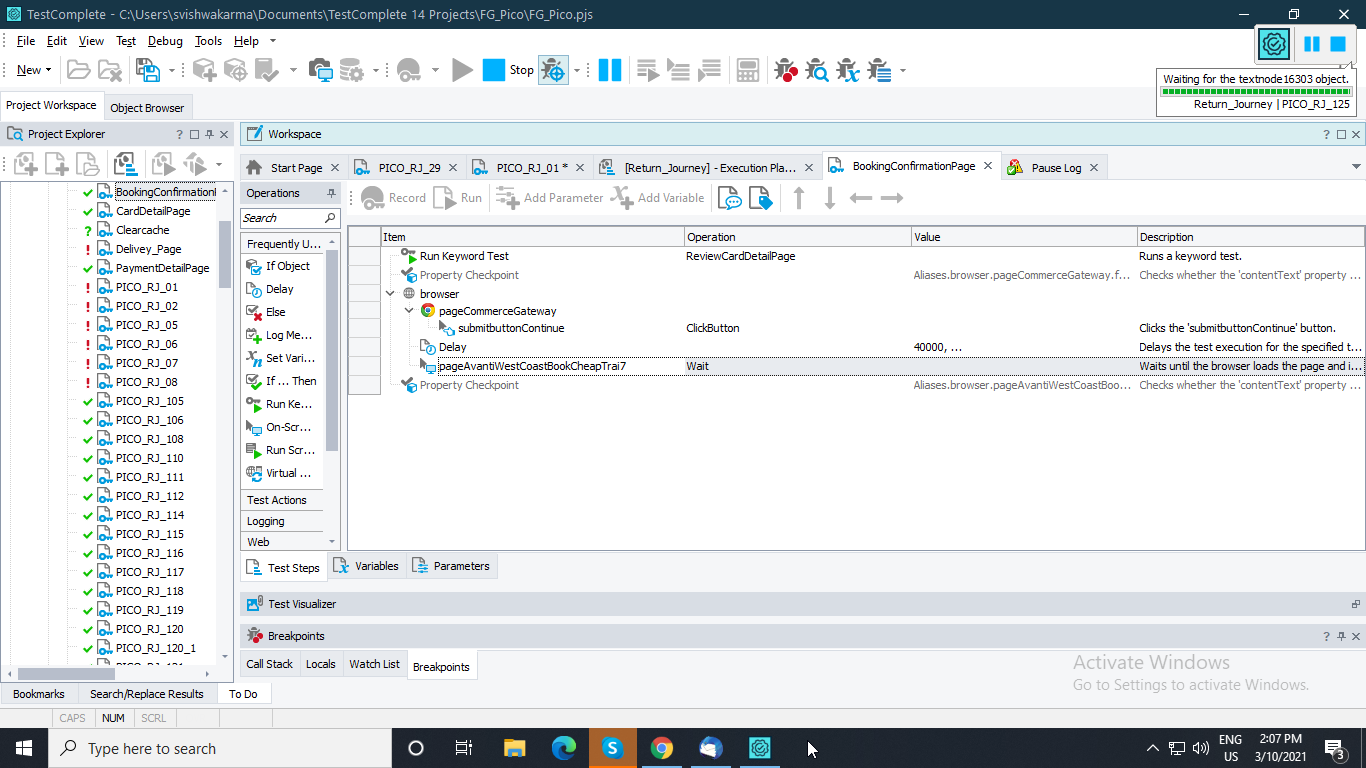 TestComplete - C:\Users\svishwakarma\Documents\TestComplete 14 Projects\FG_Pico\FG_Pico.pjs
File Edit View Test Debug Tools Help
New Stop
Waiting for the textnode16303 object.
Return_Journey | PICO_RJ_125
Project Workspace Object Browser
Project Explorer ?
Workspace ?
Start Page PICO_RJ_29 PICO_RJ_01 * [Return_Journey] - Execution Pla... BookingConfirmationPage Pause Log
Operations
Record Run Add Parameter Add Variable
Search
Frequently U...
If Object
Delay
Else
Log Me...
Set Vari...
If ... Then
Run Ke...
On-Scr...
Run Scr...
Virtual ...
Test Actions
Logging
Web
BookingConfirmationI
CardDetailPage
Clearcache
Delivey_Page
PaymentDetailPage
PICO_RJ_01
PICO_RJ_02
PICO_RJ_05
PICO_RJ_06
PICO_RJ_07
PICO_RJ_08
PICO_RJ_105
PICO_RJ_106
PICO_RJ_108
PICO_RJ_110
PICO_RJ_111
PICO_RJ_112
PICO_RJ_114
PICO_RJ_115
PICO_RJ_116
PICO_RJ_117
PICO_RJ_118
PICO_RJ_119
PICO_RJ_120
PICO_RJ_120_1
Item Operation Value Description
Run Keyword Test ReviewCardDetailPage Runs a keyword test.
Property Checkpoint Aliases.browser.pageCommerceGateway.f... Checks whether the 'contentText' property ...
browser
pageCommerceGateway
submitbuttonContinue ClickButton Clicks the 'submitbuttonContinue' button.
Delay 40000, ... Delays the test execution for the specified t...
pageAvantiWestCoastBookCheapTrai7 Wait Waits until the browser loads the page and i...
Property Checkpoint Aliases.browser.pageAvantiWestCoastBoo... Checks whether the 'contentText' property ...
Test Steps Variables Parameters
Test Visualizer
Breakpoints ?
Call Stack Locals Watch List Breakpoints
Activate Windows
Go to Settings to activate Windows.
Bookmarks Search/Replace Results To Do
CAPS NUM SCRL
Type here to search
ENG
US
2:07 PM
3/10/2021
3